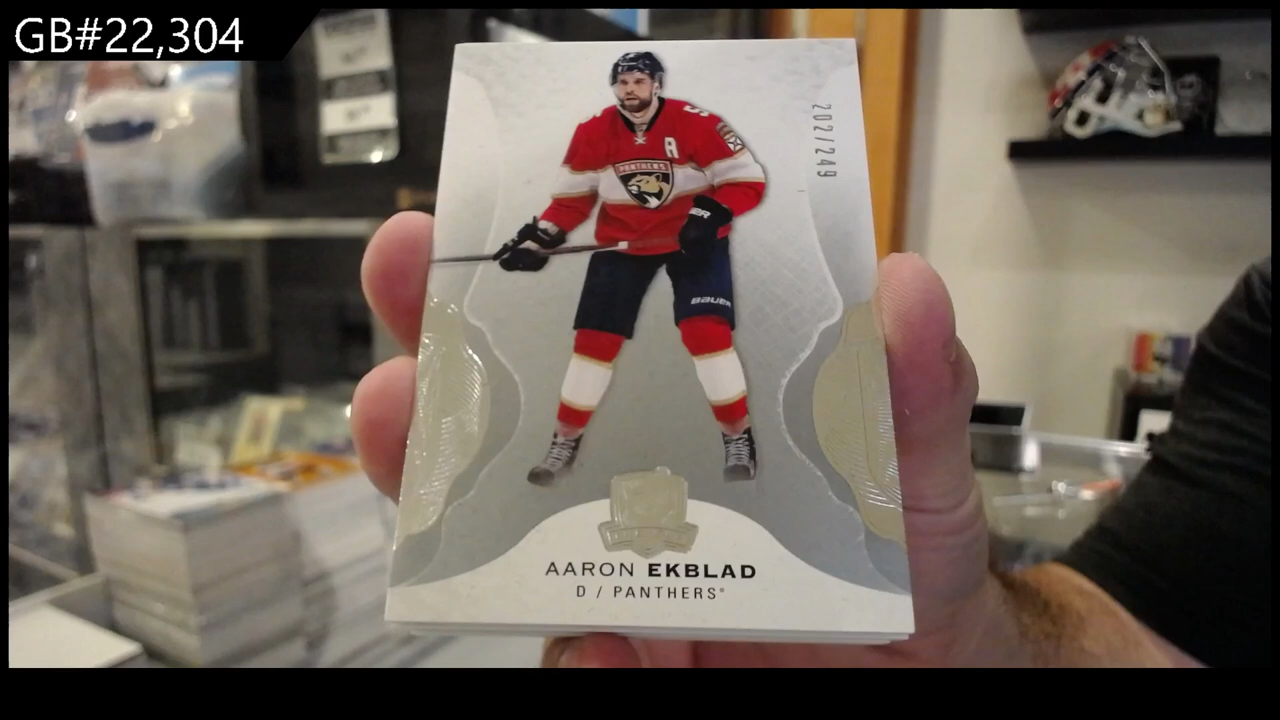 GB#22,304
202/249
A
PANTHERS
BAUER
AARON EKBLAD
D / PANTHERS®